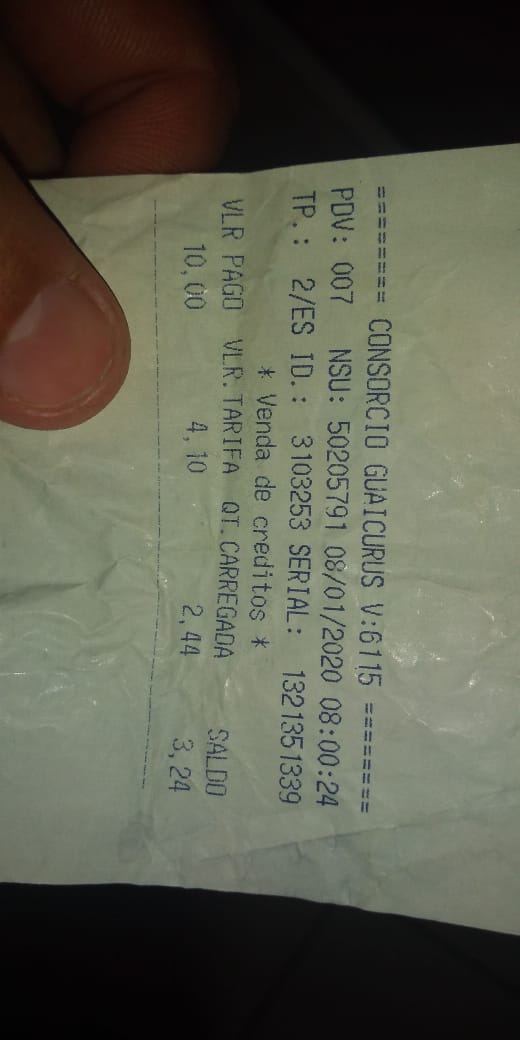 ========= CONSORCIO GUAICURUS V:6115 =========
PDV: 007 NSU: 50205791 08/01/2020 08:00:24
TP.: 2/ES ID.: 3103253 SERIAL: 1321351339
* Venda de creditos *
VLR PAGO VLR.TARIFA QT.CARREGADA SALDO
10,00 4,10 2,44 3,24